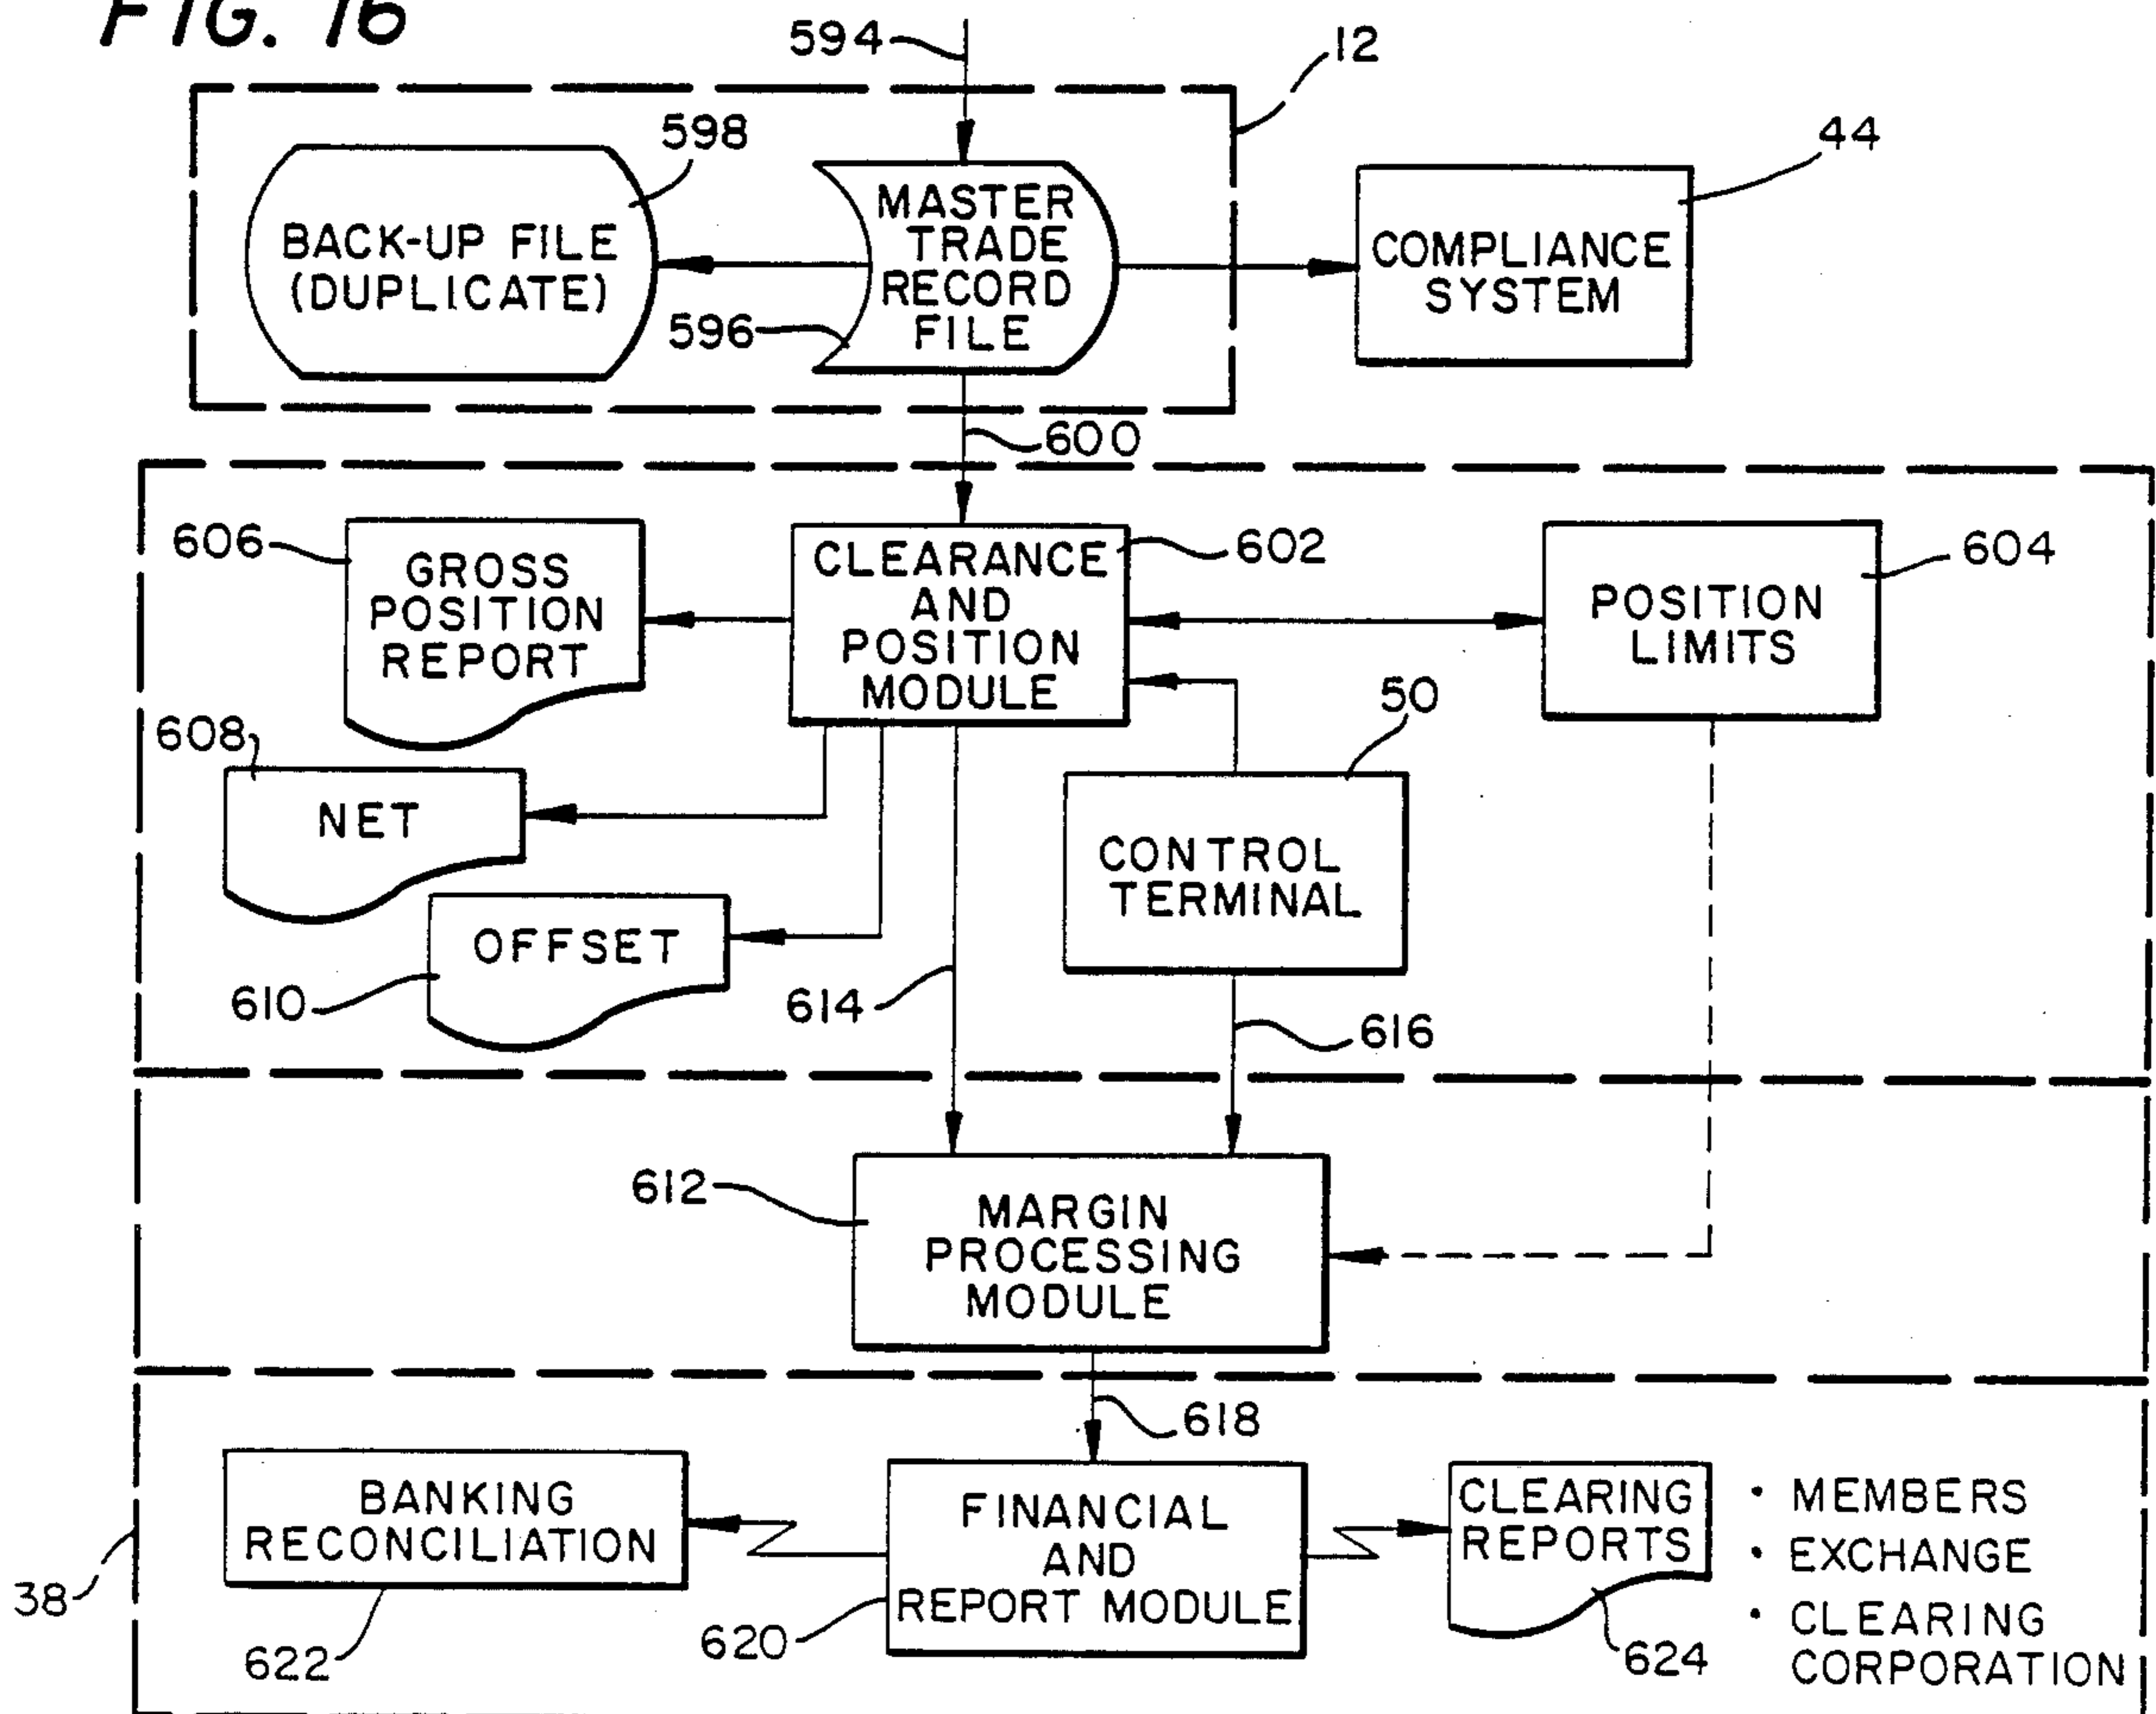 FIG. 16
594
12
598
44
BACK-UP FILE
(DUPLICATE)
MASTER
TRADE
RECORD
FILE
596
COMPLIANCE
SYSTEM
600
606
GROSS
POSITION
REPORT
CLEARANCE
AND
POSITION
MODULE
602
POSITION
LIMITS
604
608
NET
50
CONTROL
TERMINAL
OFFSET
610
614
616
612
MARGIN
PROCESSING
MODULE
618
BANKING
RECONCILIATION
FINANCIAL
AND
REPORT MODULE
CLEARING
REPORTS
• MEMBERS
• EXCHANGE
• CLEARING
CORPORATION
38
622
620
624